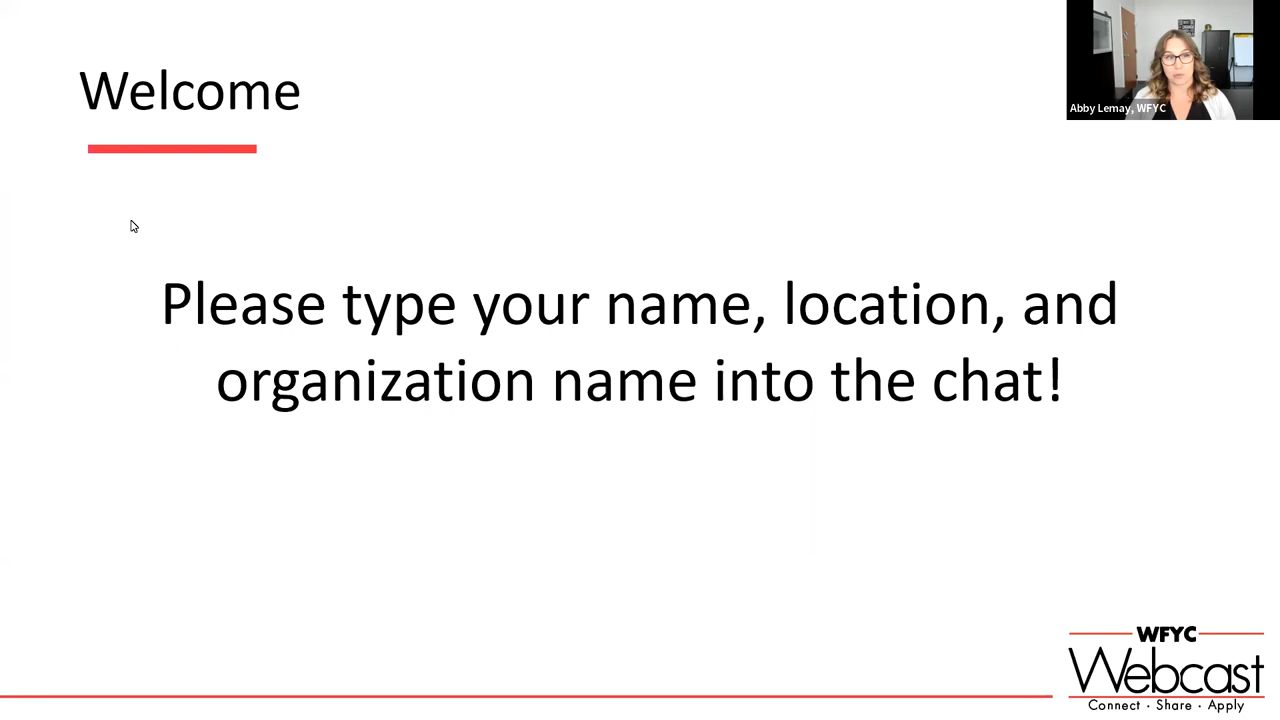 Welcome
Abby Lemay, WFYC
Please type your name, location, and
organization name into the chat!
WFYC
Webcast
Connect · Share · Apply